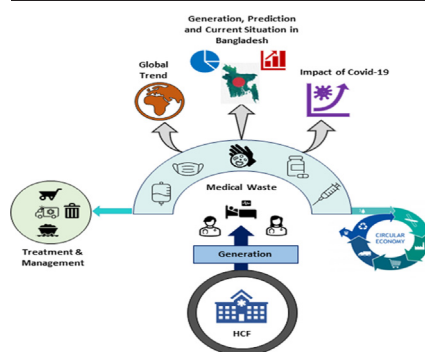 Generation, Prediction
and Current Situation in
Bangladesh
Global
Trend
Impact of Covid-19
Medical Waste
Treatment &
Management
CIRCULAR
ECONOMY
Generation
HCF